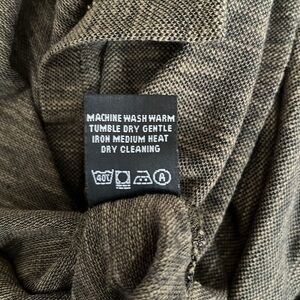 MACHINE WASH WARM
TUMBLE DRY GENTLE
IRON MEDIUM HEAT
DRY CLEANING
40 A